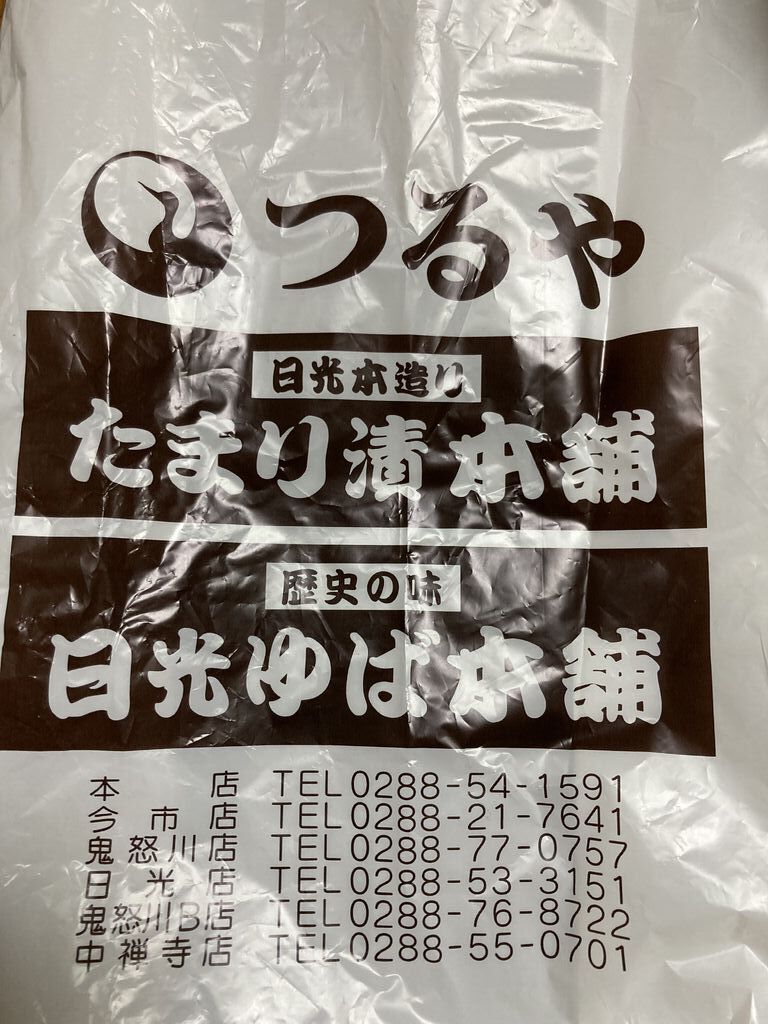 つるや
日光本造り
たまり漬本舗
歴史の味
日光ゆば本舗
本店 TEL0288-54-1591
今市店 TEL0288-21-7641
鬼怒川店 TEL0288-77-0757
日光店 TEL0288-53-3151
鬼怒川B店 TEL0288-76-8722
中禅寺店 TEL0288-55-0701